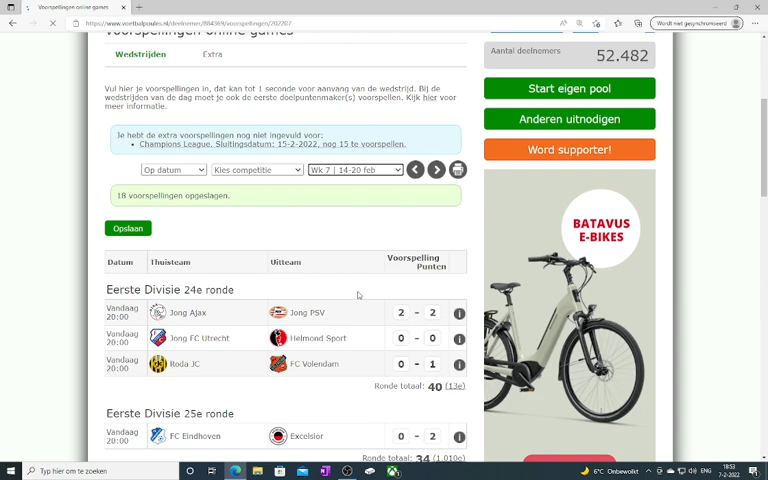 Voorspellingen online games
https://www.voetbalpoules.nl/deelnemer/884369/voorspellingen/202207
Wordt niet gesynchroniseerd
Voorspellingen online games
Wedstrijden Extra
Vul hier je voorspellingen in, dat kan tot 1 seconde voor aanvang van de wedstrijd. Bij de
wedstrijden van de dag moet je ook de eerste doelpuntenmaker(s) voorspellen. Kijk hier voor
meer informatie.
Je hebt de extra voorspellingen nog niet ingevuld voor:
• Champions League. Sluitingsdatum: 15-2-2022, nog 15 te voorspellen.
Op datum Kies competitie Wk 7 | 14-20 feb
18 voorspellingen opgeslagen.
Opslaan
Datum Thuisteam Uitteam Voorspelling
Punten
Eerste Divisie 24e ronde
Vandaag
20:00 Jong Ajax Jong PSV 2 - 2 i
Vandaag
20:00 Jong FC Utrecht Helmond Sport 0 - 0 i
Vandaag
20:00 Roda JC FC Volendam 0 - 1 i
Ronde totaal: 40 (13e)
Eerste Divisie 25e ronde
Vandaag
20:00 FC Eindhoven Excelsior 0 - 2 i
Ronde totaal: 34 (1.010e)
Aantal deelnemers 52.482
Start eigen pool
Anderen uitnodigen
Word supporter!
BATAVUS
E-BIKES
Typ hier om te zoeken
6°C Onbewolkt ENG 18:53
7-2-2022